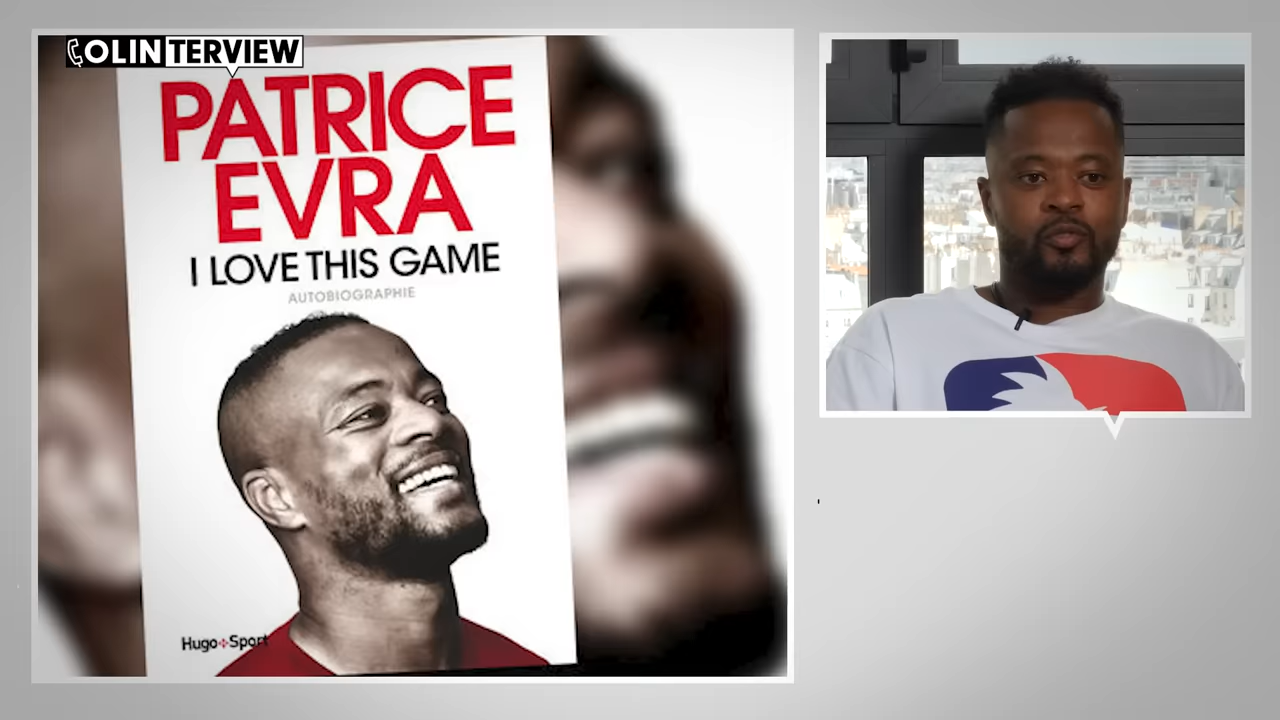 COLINTERVIEW
PATRICE
EVRA
I LOVE THIS GAME
AUTOBIOGRAPHIE
Hugo+Sport